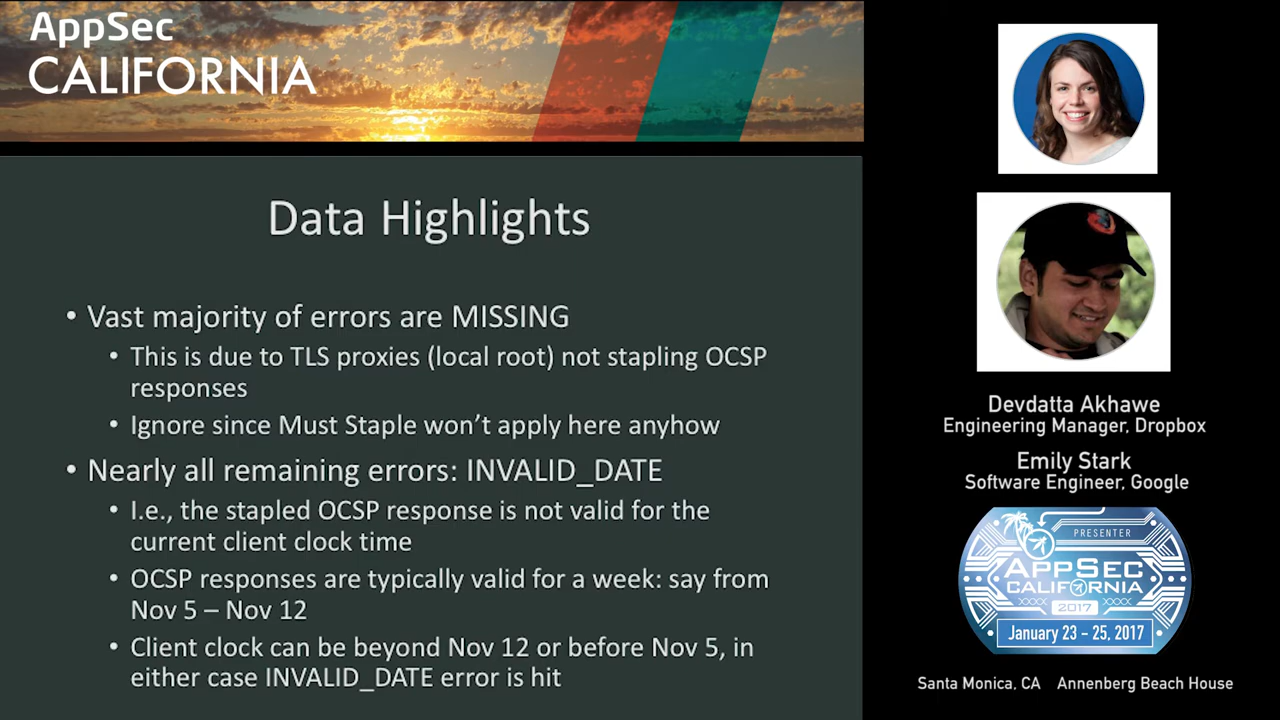 AppSec
CALIFORNIA
Data Highlights
• Vast majority of errors are MISSING
• This is due to TLS proxies (local root) not stapling OCSP
responses
• Ignore since Must Staple won't apply here anyhow
• Nearly all remaining errors: INVALID_DATE
• I.e., the stapled OCSP response is not valid for the
current client clock time
• OCSP responses are typically valid for a week: say from
Nov 5 – Nov 12
• Client clock can be beyond Nov 12 or before Nov 5, in
either case INVALID_DATE error is hit
Devdatta Akhawe
Engineering Manager, Dropbox
Emily Stark
Software Engineer, Google
PRESENTER
APPSEC
CALIFORNIA
2017
January 23 - 25, 2017
Santa Monica, CA Annenberg Beach House